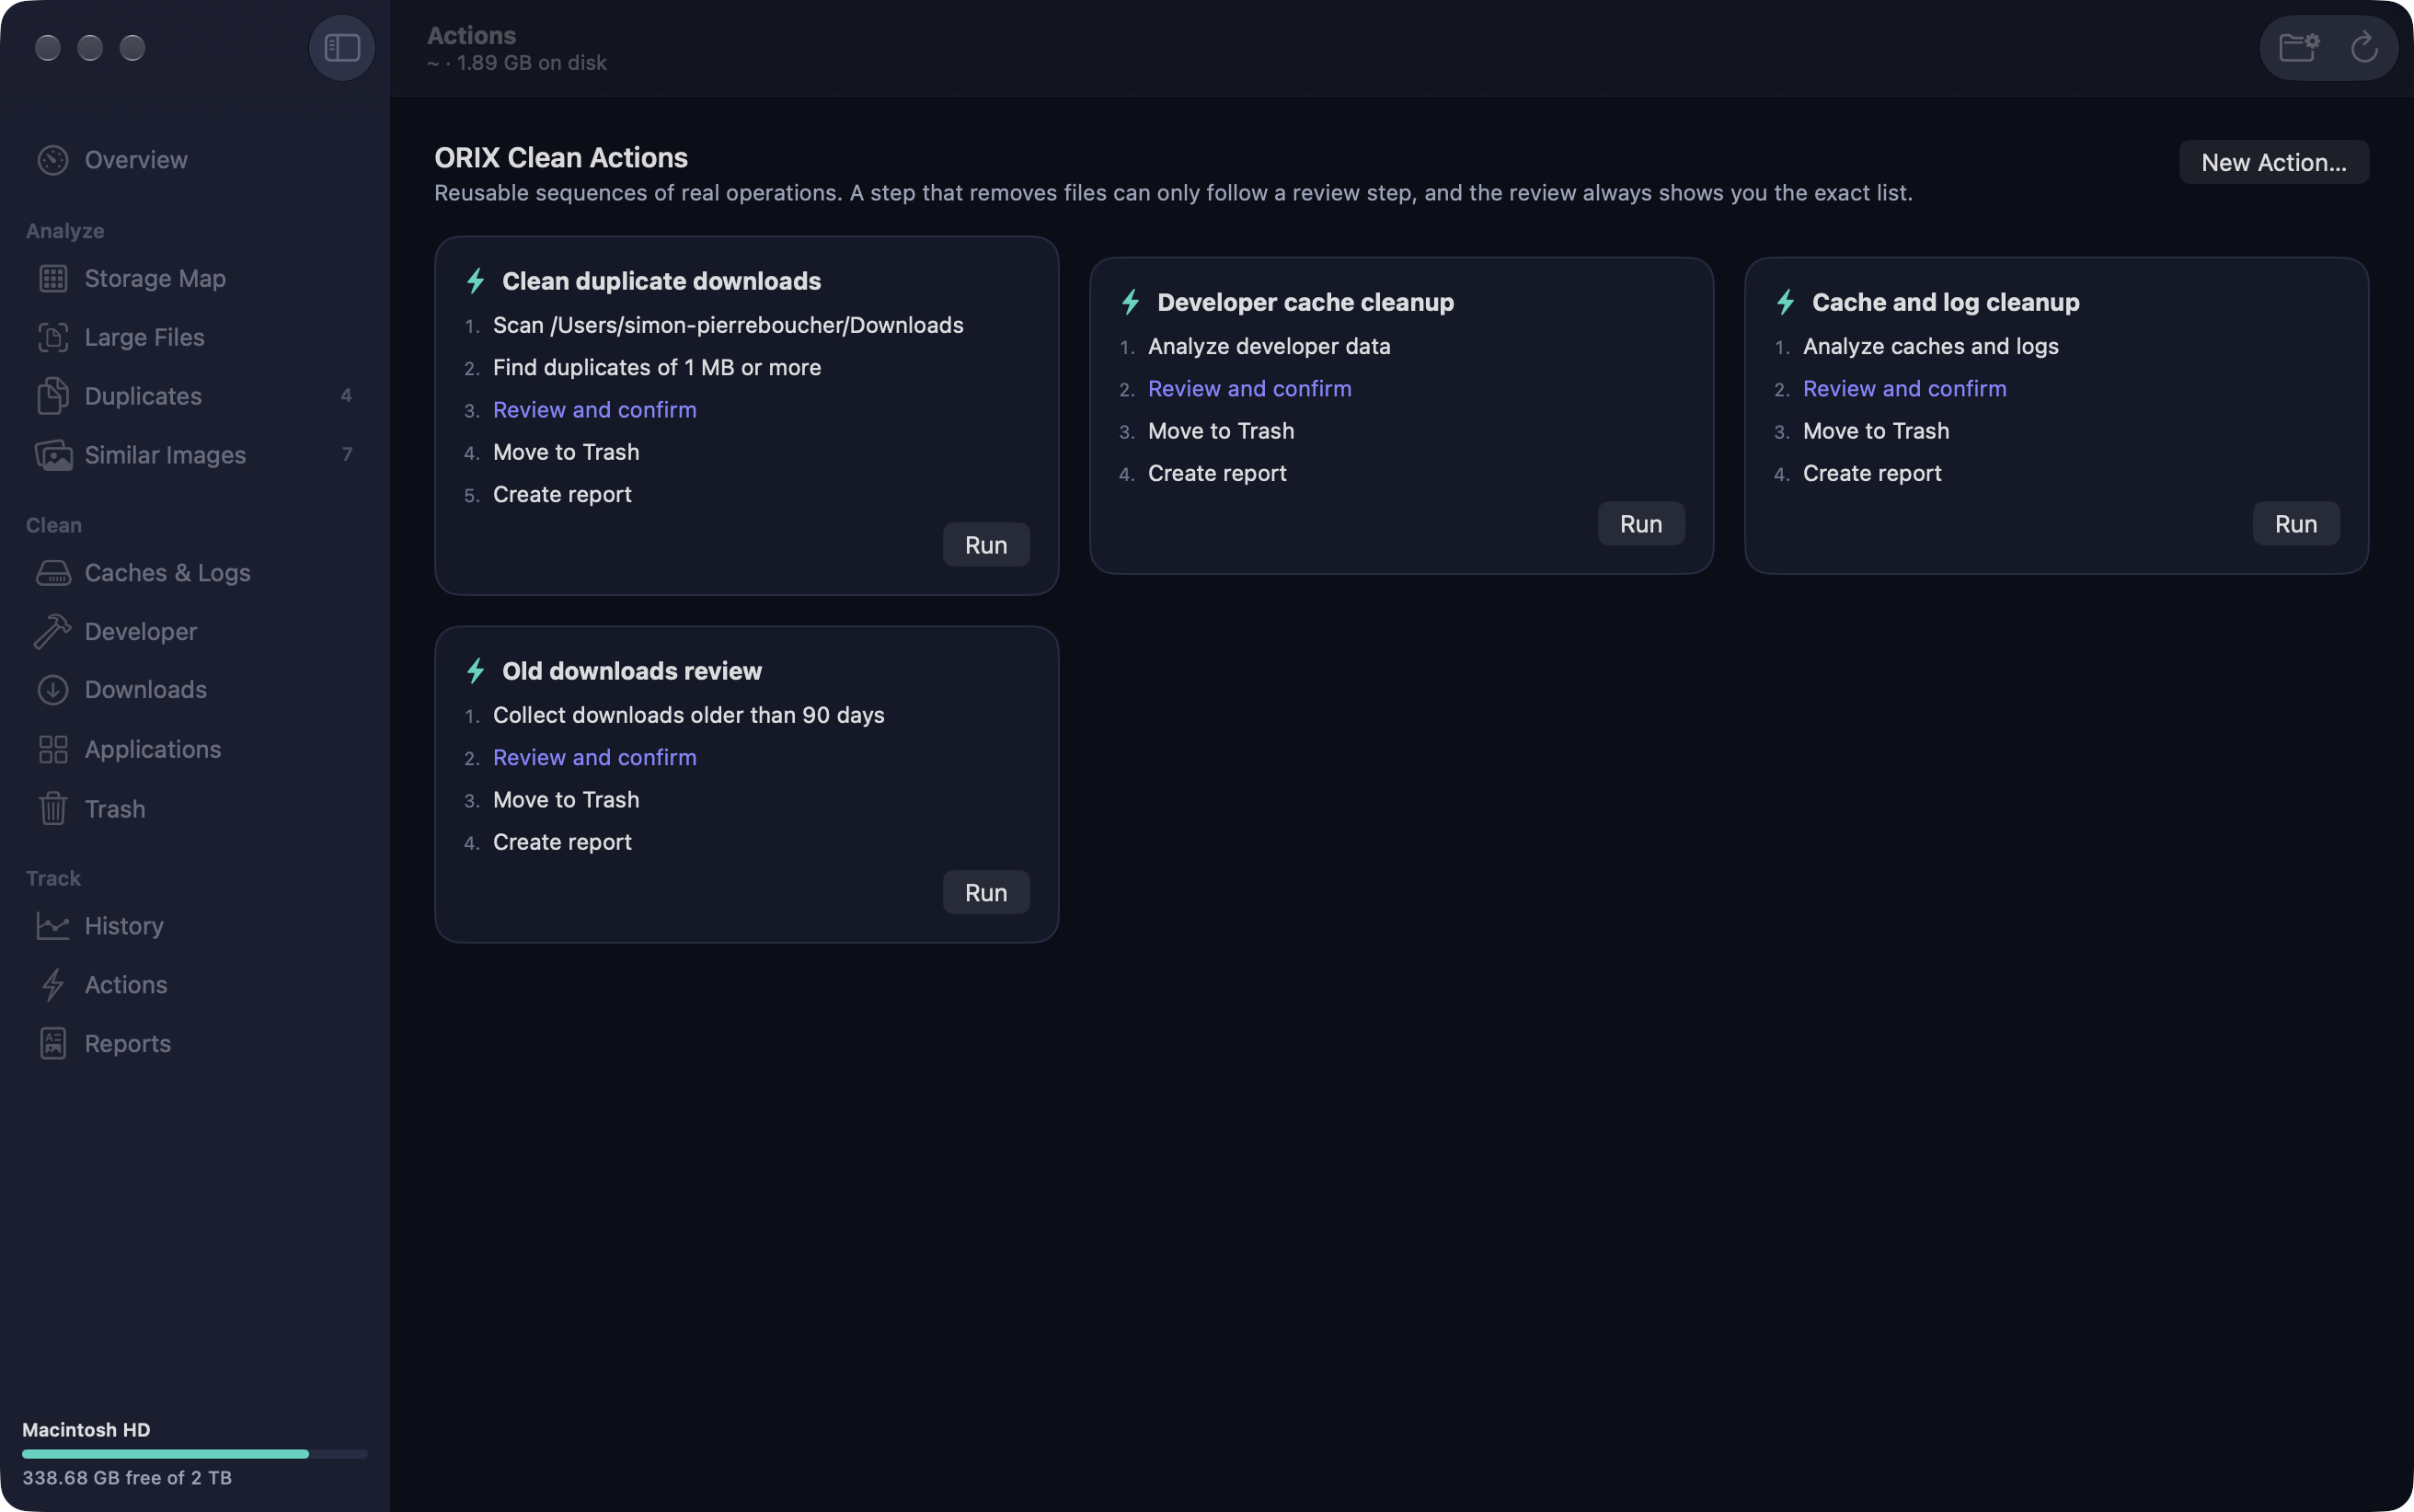 Actions
~ · 1.89 GB on disk
Overview
Analyze
Storage Map
Large Files
Duplicates 4
Similar Images 7
Clean
Caches & Logs
Developer
Downloads
Applications
Trash
Track
History
Actions
Reports
Macintosh HD
338.68 GB free of 2 TB
ORIX Clean Actions
New Action...
Reusable sequences of real operations. A step that removes files can only follow a review step, and the review always shows you the exact list.
Clean duplicate downloads
1. Scan /Users/simon-pierreboucher/Downloads
2. Find duplicates of 1 MB or more
3. Review and confirm
4. Move to Trash
5. Create report
Run
Developer cache cleanup
1. Analyze developer data
2. Review and confirm
3. Move to Trash
4. Create report
Run
Cache and log cleanup
1. Analyze caches and logs
2. Review and confirm
3. Move to Trash
4. Create report
Run
Old downloads review
1. Collect downloads older than 90 days
2. Review and confirm
3. Move to Trash
4. Create report
Run